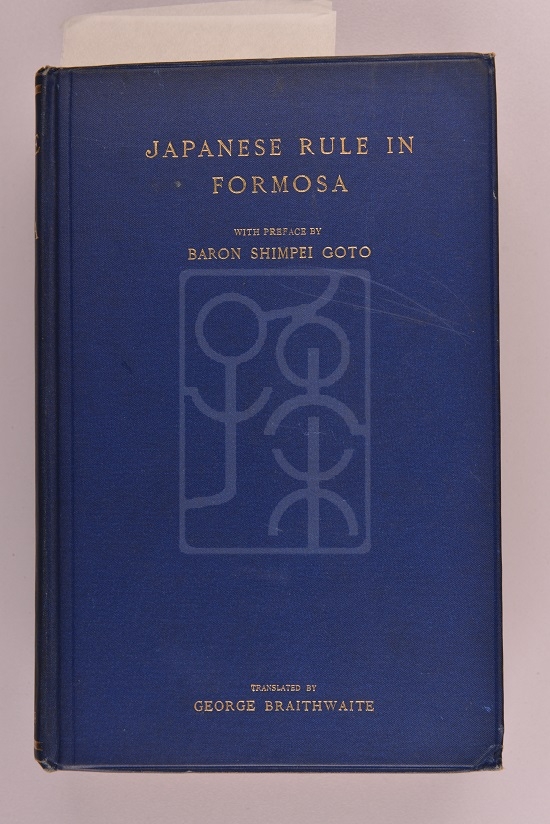 JAPANESE RULE IN
FORMOSA
WITH PREFACE BY
BARON SHIMPEI GOTO
TRANSLATED BY
GEORGE BRAITHWAITE